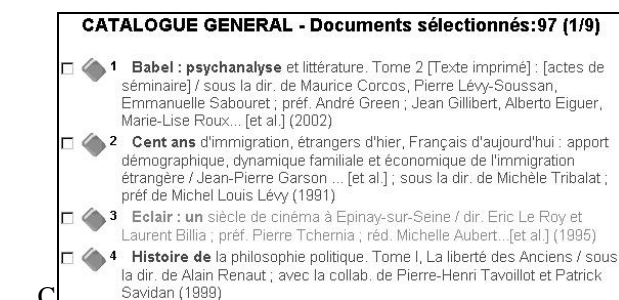 CATALOGUE GENERAL - Documents sélectionnés:97 (1/9)
1 Babel : psychanalyse et littérature. Tome 2 [Texte imprimé] : [actes de
séminaire] / sous la dir. de Maurice Corcos, Pierre Lévy-Soussan,
Emmanuelle Sabouret ; préf. André Green ; Jean Gillibert, Alberto Eiguer,
Marie-Lise Roux... [et al.] (2002)
2 Cent ans d'immigration, étrangers d'hier, Français d'aujourd'hui : apport
démographique, dynamique familiale et économique de l'immigration
étrangère / Jean-Pierre Garson ... [et al.] ; sous la dir. de Michèle Tribalat ;
préf de Michel Louis Lévy (1991)
3 Eclair : un siècle de cinéma à Epinay-sur-Seine / dir. Eric Le Roy et
Laurent Billia ; préf. Pierre Tchernia ; réd. Michelle Aubert...[et al.] (1995)
4 Histoire de la philosophie politique. Tome I, La liberté des Anciens / sous
la dir. de Alain Renaut ; avec la collab. de Pierre-Henri Tavoillot et Patrick
Savidan (1999)
C